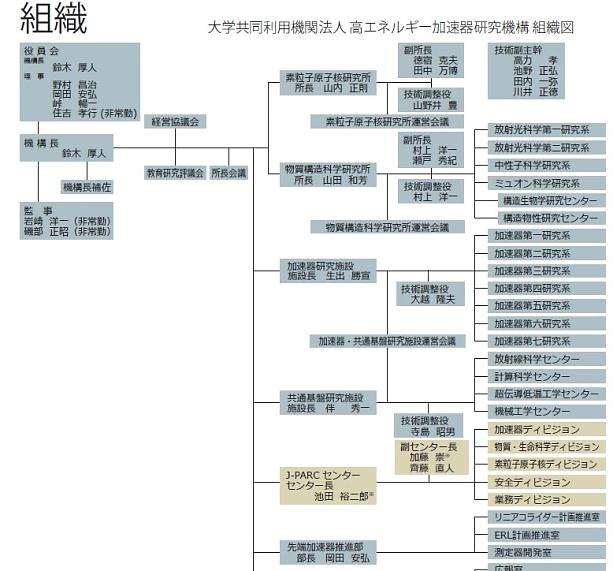 組織
大学共同利用機関法人 高エネルギー加速器研究機構 組織図
役員会
機構長
鈴木 厚人
理 事
野村 昌治
岡田 安弘
峠 暢一
住吉 孝行(非常勤)
機構長
鈴木 厚人
機構長補佐
監 事
岩崎 洋一(非常勤)
磯部 正昭(非常勤)
経営協議会
教育研究評議会
所長会議
素粒子原子核研究所
所長 山内 正則
副所長
徳宿 克夫
田中 万博
技術調整役
山野井 豊
技術副主幹
高力 孝
池野 正弘
田内 一弥
川井 正徳
素粒子原子核研究所運営会議
物質構造科学研究所
所長 山田 和芳
副所長
村上 洋一
瀬戸 秀紀
技術調整役
村上 洋一
物質構造科学研究所運営会議
放射光科学第一研究系
放射光科学第二研究系
中性子科学研究系
ミュオン科学研究系
構造生物学研究センター
構造物性研究センター
加速器研究施設
施設長 生出 勝宣
技術調整役
大越 隆夫
加速器第一研究系
加速器第二研究系
加速器第三研究系
加速器第四研究系
加速器第五研究系
加速器第六研究系
加速器第七研究系
加速器・共通基盤研究施設運営会議
共通基盤研究施設
施設長 伴 秀一
技術調整役
寺島 昭男
放射線科学センター
計算科学センター
超伝導低温工学センター
機械工学センター
J-PARC センター
センター長
池田 裕二郎※
副センター長
加藤 崇※
齊藤 直人
加速器ディビジョン
物質・生命科学ディビジョン
素粒子原子核ディビジョン
安全ディビジョン
業務ディビジョン
先端加速器推進部
部長 岡田 安弘
リニアコライダー計画推進室
ERL計画推進室
測定器開発室
広報室